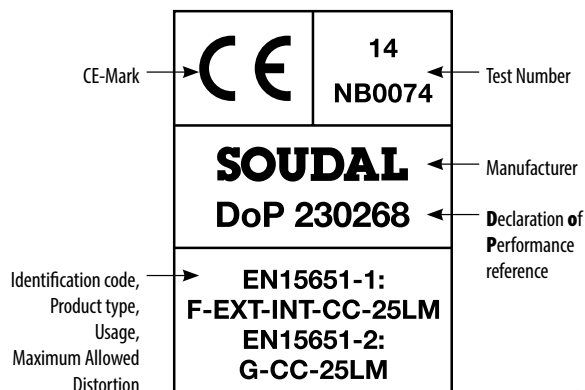 CE-Mark
CE
14
NB0074
Test Number
SOUDAL
Manufacturer
DoP 230268
Declaration of
Performance
reference
Identification code,
Product type,
Usage,
Maximum Allowed
Distortion
EN15651-1:
F-EXT-INT-CC-25LM
EN15651-2:
G-CC-25LM